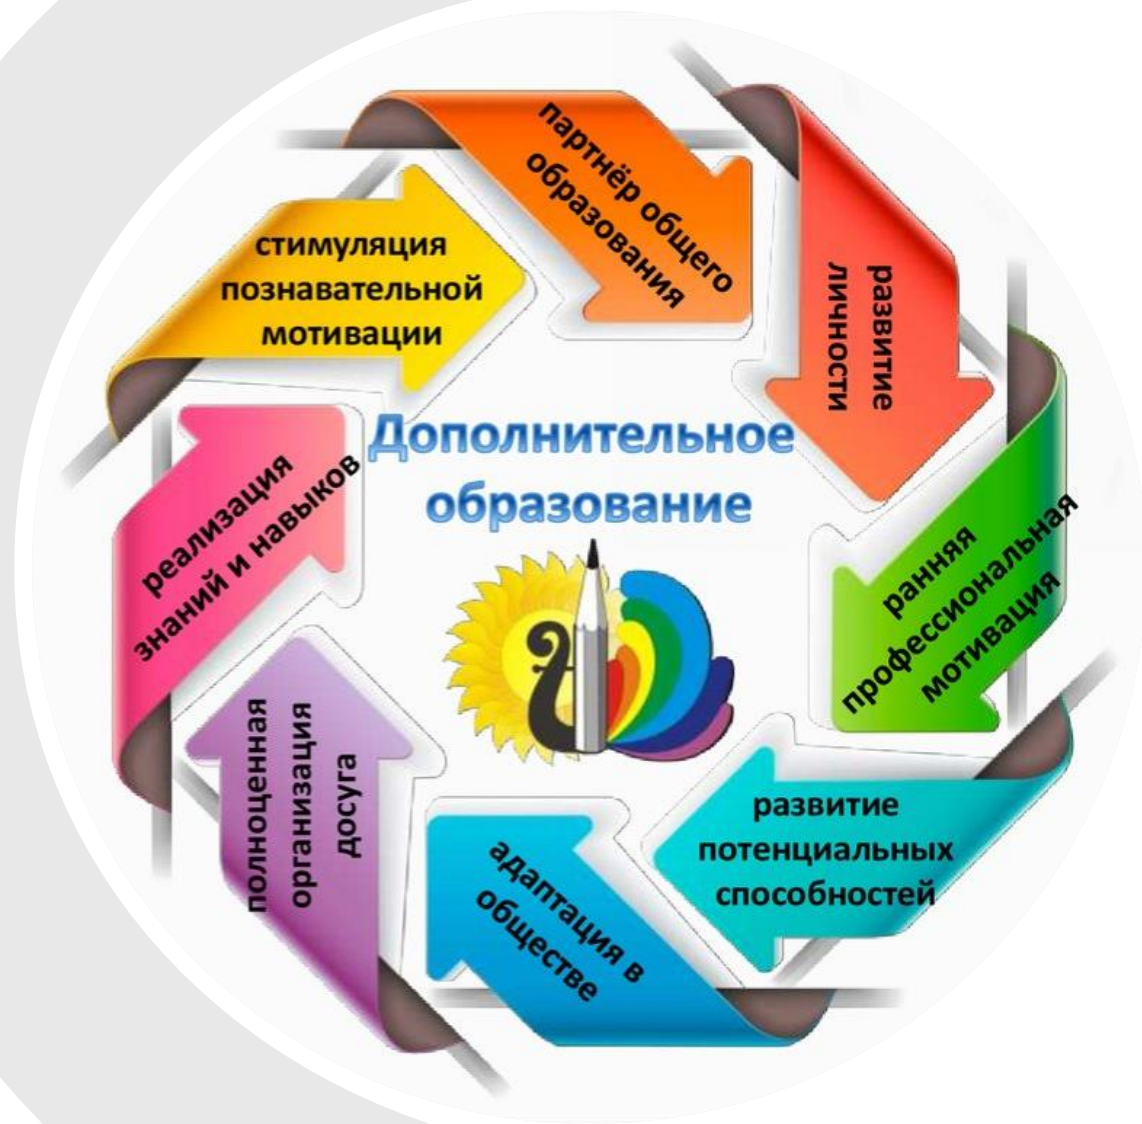 партнёр общего
образования
развитие
личности
ранняя
профессиональная
мотивация
развитие
потенциальных
способностей
адаптация в
обществе
полноценная
организация
досуга
реализация
знаний и навыков
стимуляция
познавательной
мотивации
Дополнительное
образование